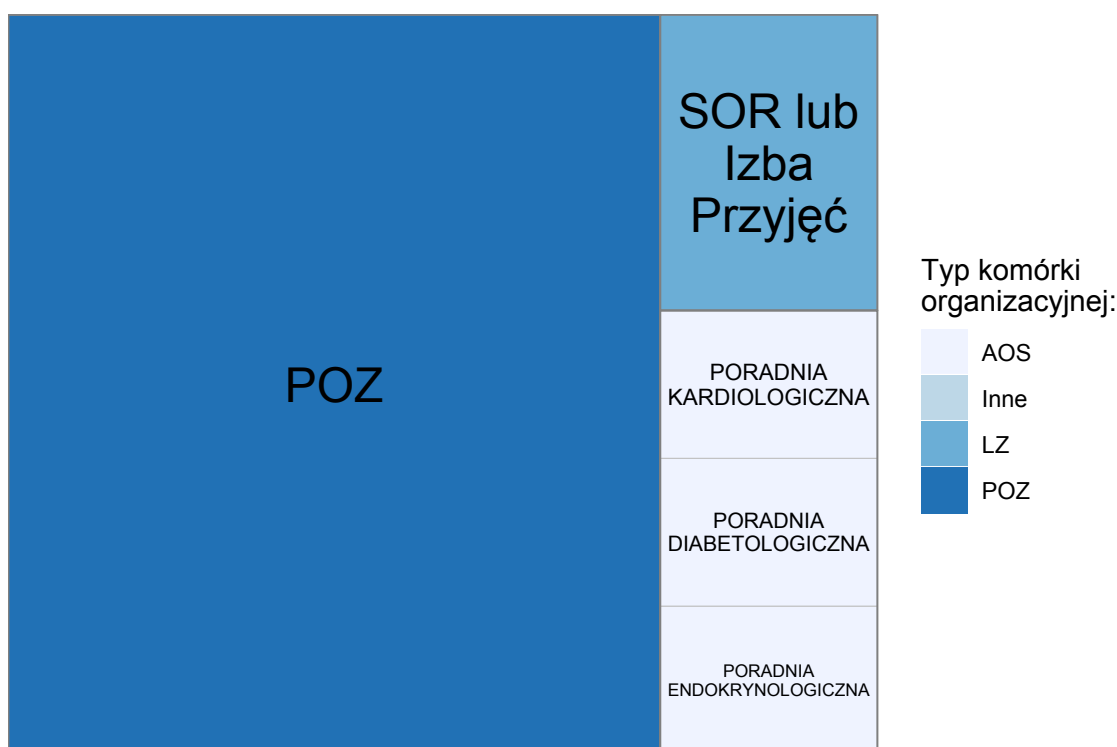 SOR lub
Izba
Przyjęć
POZ
PORADNIA
KARDIOLOGICZNA
PORADNIA
DIABETOLOGICZNA
PORADNIA
ENDOKRYNOLOGICZNA
Typ komórki
organizacyjnej:
AOS
Inne
LZ
POZ